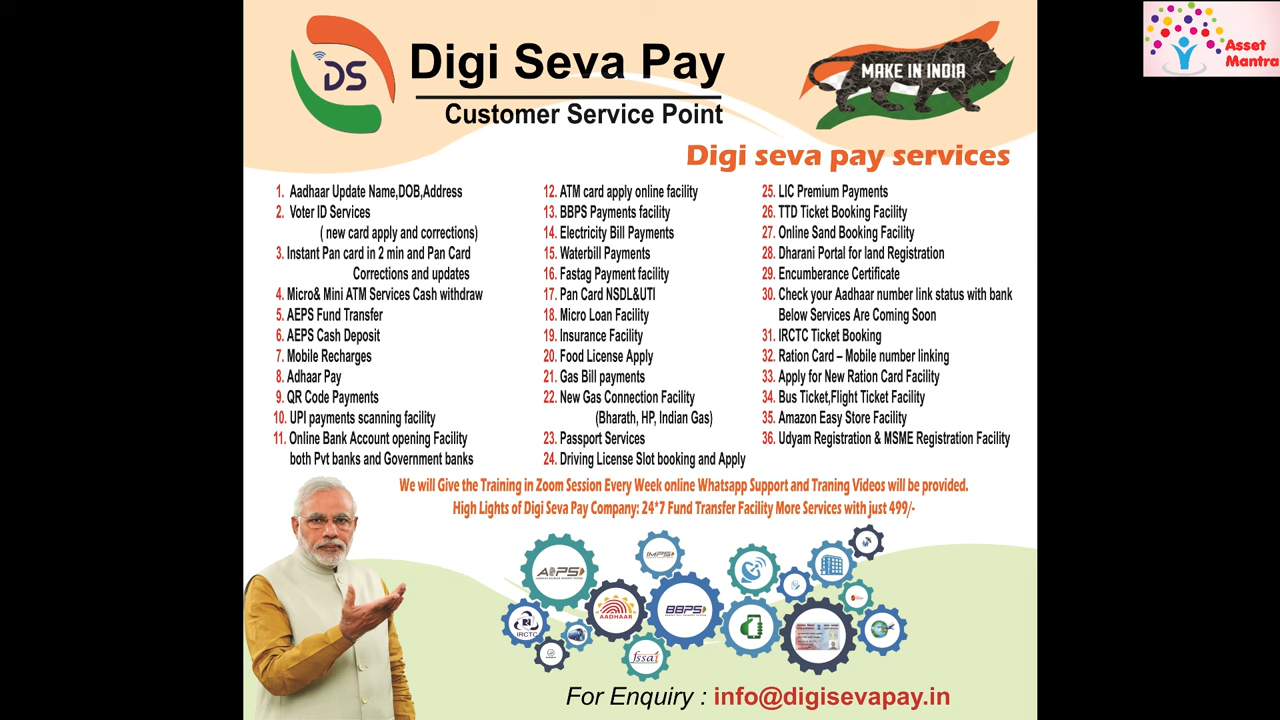 DS
Digi Seva Pay
Customer Service Point
MAKE IN INDIA
Asset
Mantra
Digi seva pay services
1. Aadhaar Update Name,DOB,Address
2. Voter ID Services
( new card apply and corrections)
3. Instant Pan card in 2 min and Pan Card
Corrections and updates
4. Micro& Mini ATM Services Cash withdraw
5. AEPS Fund Transfer
6. AEPS Cash Deposit
7. Mobile Recharges
8. Adhaar Pay
9. QR Code Payments
10. UPI payments scanning facility
11. Online Bank Account opening Facility
both Pvt banks and Government banks
12. ATM card apply online facility
13. BBPS Payments facility
14. Electricity Bill Payments
15. Waterbill Payments
16. Fastag Payment facility
17. Pan Card NSDL&UTI
18. Micro Loan Facility
19. Insurance Facility
20. Food License Apply
21. Gas Bill payments
22. New Gas Connection Facility
(Bharath, HP, Indian Gas)
23. Passport Services
24. Driving License Slot booking and Apply
25. LIC Premium Payments
26. TTD Ticket Booking Facility
27. Online Sand Booking Facility
28. Dharani Portal for land Registration
29. Encumberance Certificate
30. Check your Aadhaar number link status with bank
Below Services Are Coming Soon
31. IRCTC Ticket Booking
32. Ration Card – Mobile number linking
33. Apply for New Ration Card Facility
34. Bus Ticket,Flight Ticket Facility
35. Amazon Easy Store Facility
36. Udyam Registration & MSME Registration Facility
We will Give the Training in Zoom Session Every Week online Whatsapp Support and Traning Videos will be provided.
High Lights of Digi Seva Pay Company: 24*7 Fund Transfer Facility More Services with just 499/-
IMPS
AEPS
AADHAAR
BBPS
IRCTC
fssai
For Enquiry : info@digisevapay.in